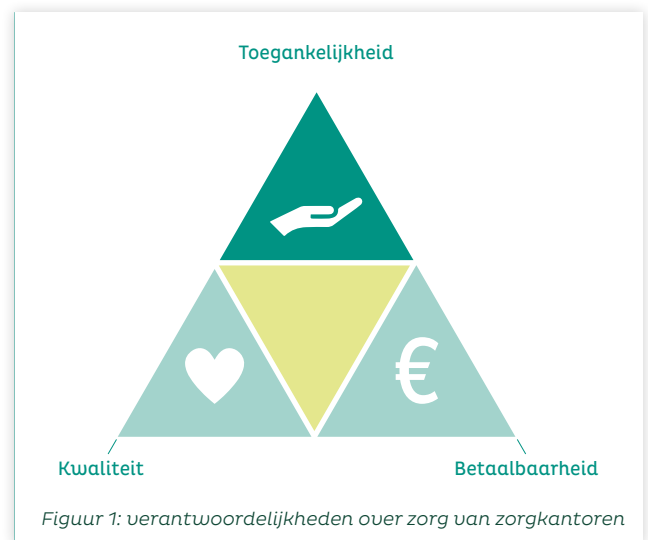 Toegankelijkheid
€
Kwaliteit
Betaalbaarheid
Figuur 1: verantwoordelijkheden over zorg van zorgkantoren